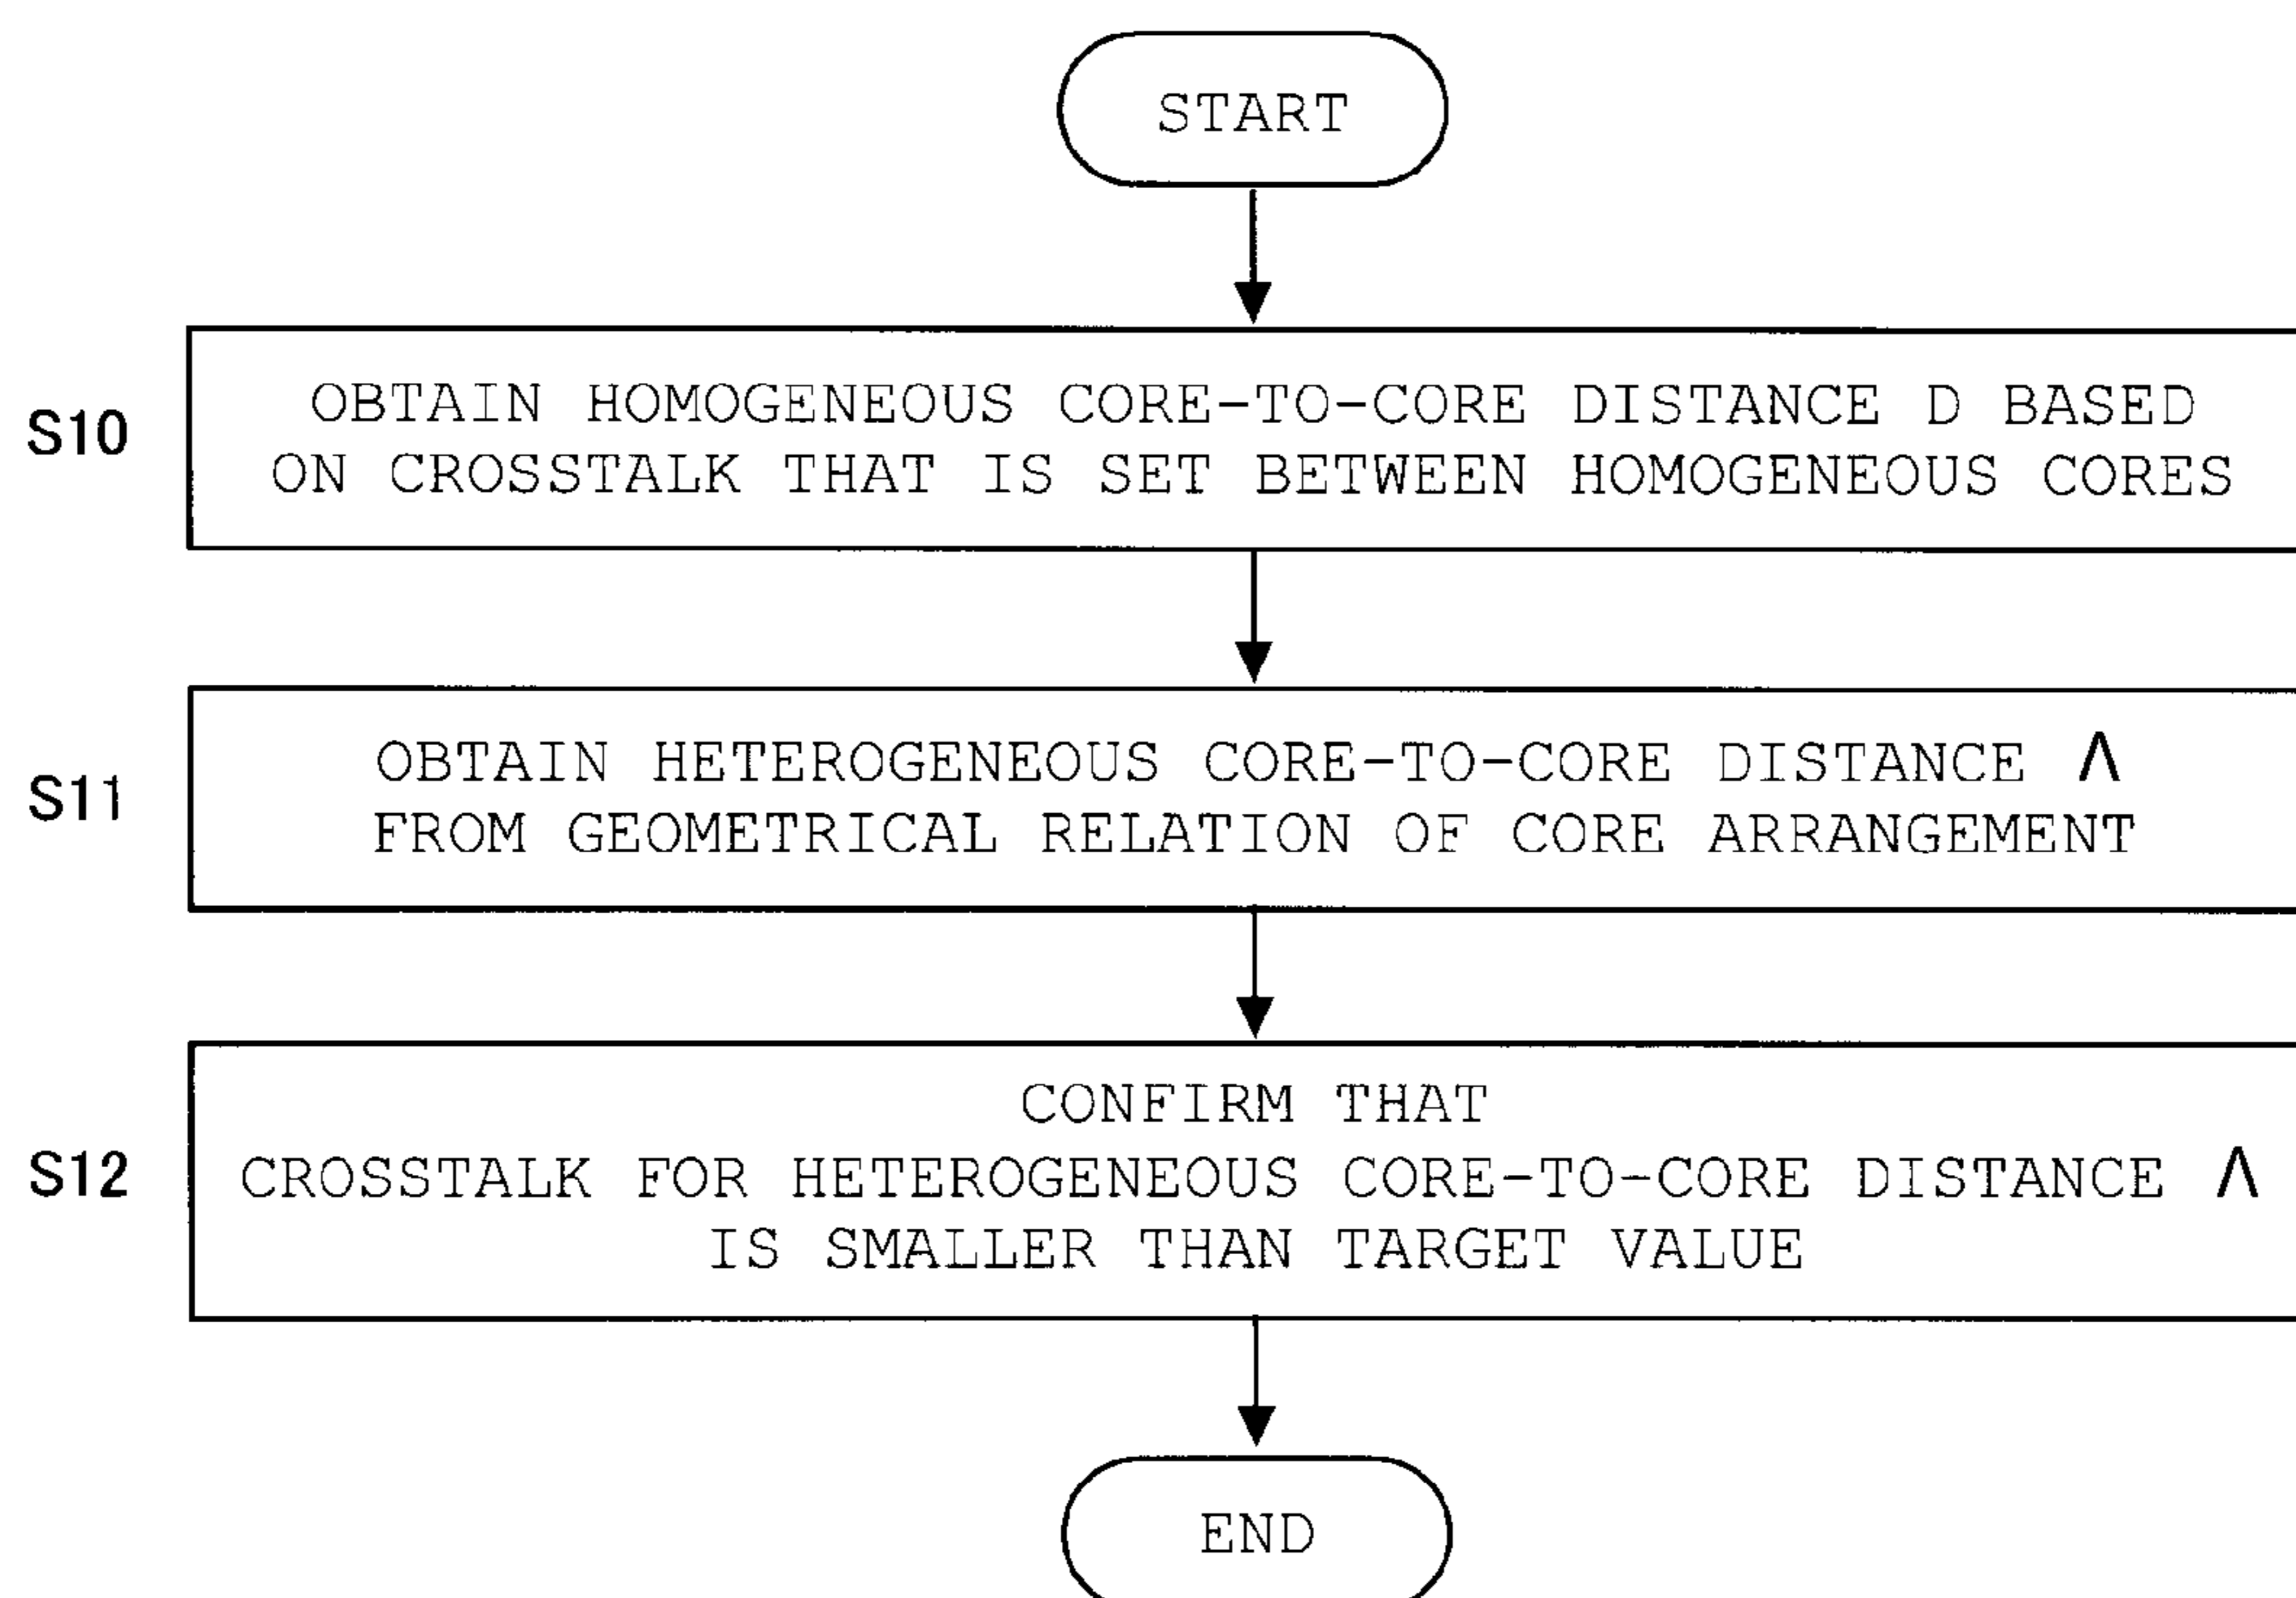 START
S10
OBTAIN HOMOGENEOUS CORE-TO-CORE DISTANCE D BASED
ON CROSSTALK THAT IS SET BETWEEN HOMOGENEOUS CORES
S11
OBTAIN HETEROGENEOUS CORE-TO-CORE DISTANCE Λ
FROM GEOMETRICAL RELATION OF CORE ARRANGEMENT
S12
CONFIRM THAT
CROSSTALK FOR HETEROGENEOUS CORE-TO-CORE DISTANCE Λ
IS SMALLER THAN TARGET VALUE
END